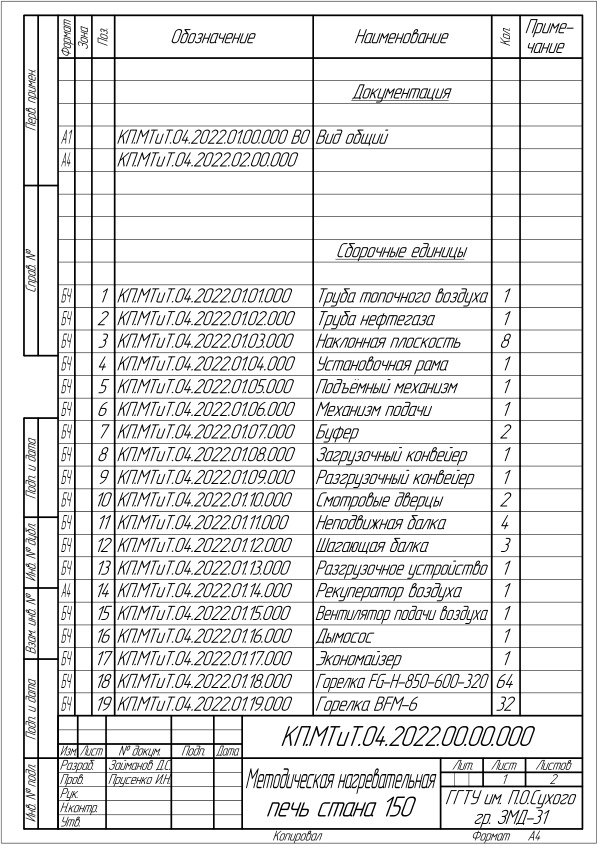 Формат Зона Поз. Обозначение Наименование Кол. Приме-
чание
Документация
А1 КП.МТиТ.04.2022.01.00.000 ВО Вид общий
А4 КП.МТиТ.04.2022.02.00.000
Сборочные единицы
БЧ 1 КП.МТиТ.04.2022.01.01.000 Труба топочного воздуха 1
БЧ 2 КП.МТиТ.04.2022.01.02.000 Труба нефтегаза 1
БЧ 3 КП.МТиТ.04.2022.01.03.000 Наклонная плоскость 8
БЧ 4 КП.МТиТ.04.2022.01.04.000 Установочная рама 1
БЧ 5 КП.МТиТ.04.2022.01.05.000 Подъёмный механизм 1
БЧ 6 КП.МТиТ.04.2022.01.06.000 Механизм подачи 1
БЧ 7 КП.МТиТ.04.2022.01.07.000 Буфер 2
БЧ 8 КП.МТиТ.04.2022.01.08.000 Загрузочный конвейер 1
БЧ 9 КП.МТиТ.04.2022.01.09.000 Разгрузочный конвейер 1
БЧ 10 КП.МТиТ.04.2022.01.10.000 Смотровые дверцы 2
БЧ 11 КП.МТиТ.04.2022.01.11.000 Неподвижная балка 4
БЧ 12 КП.МТиТ.04.2022.01.12.000 Шагающая балка 3
БЧ 13 КП.МТиТ.04.2022.01.13.000 Разгрузочное устройство 1
А4 14 КП.МТиТ.04.2022.01.14.000 Рекуператор воздуха 1
БЧ 15 КП.МТиТ.04.2022.01.15.000 Вентилятор подачи воздуха 1
БЧ 16 КП.МТиТ.04.2022.01.16.000 Дымосос 1
БЧ 17 КП.МТиТ.04.2022.01.17.000 Экономайзер 1
БЧ 18 КП.МТиТ.04.2022.01.18.000 Горелка FG-H-850-600-320 64
БЧ 19 КП.МТиТ.04.2022.01.19.000 Горелка BFM-6 32
Перв. примен.
Справ. №
Подп. и дата
Инв. № дубл.
Взам. инв. №
Подп. и дата
Инв. № подл.
КП.МТиТ.04.2022.00.00.000
Изм. Лист № докум. Подп. Дата
Разраб. Займанов Д.С.
Пров. Прусенко И.Н.
Рук.
Н.контр.
Утв.
Методическая нагревательная
печь стана 150
Лит. Лист Листов
1 2
ГГТУ им. П.О.Сухого
гр. ЗМД-31
Копировал Формат А4